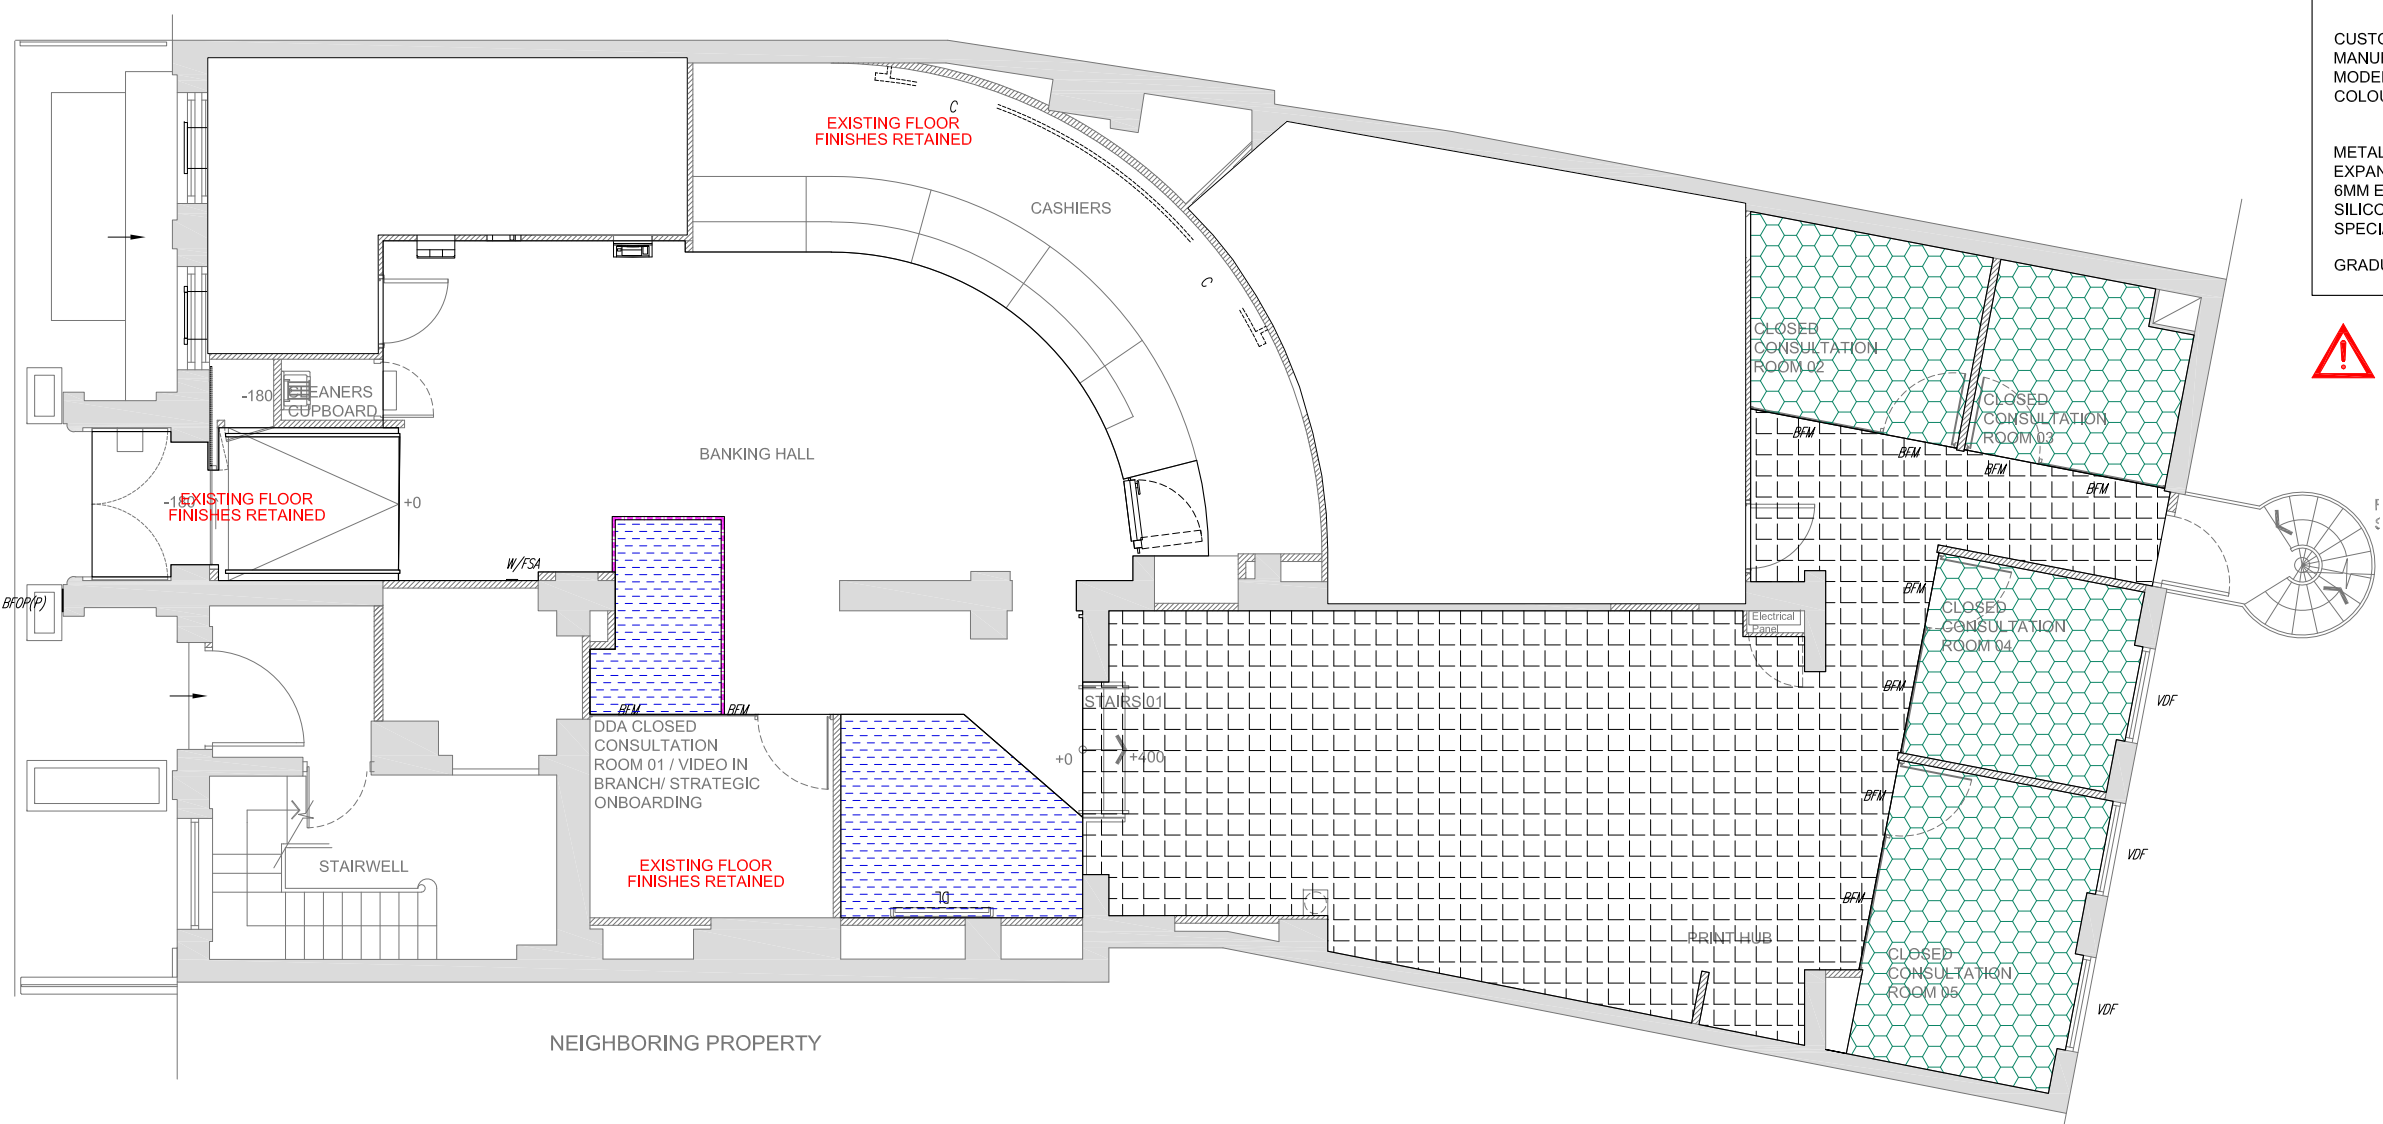 CUSTO
MANUF
MODEL
COLOU
METAL
EXPAN
6MM E
SILICO
SPECIA
GRADU
EXISTING FLOOR
FINISHES RETAINED
C
CASHIERS
C
CLOSED
CONSULTATION
ROOM 02
-180
CLEANERS
CUPBOARD
CLOSED
CONSULTATION
ROOM 03
BFM
BFM
BFM
BFM
BANKING HALL
-180
EXISTING FLOOR
FINISHES RETAINED
+0
W/FSA
BFOP(P)
BFM
CLOSED
CONSULTATION
ROOM 04
Electrical
Panel
BFM
STAIRS 01
VDF
BFM
BFM
DDA CLOSED
CONSULTATION
ROOM 01 / VIDEO IN
BRANCH/ STRATEGIC
ONBOARDING
+0
+400
BFM
VDF
STAIRWELL
EXISTING FLOOR
FINISHES RETAINED
DL
BFM
PRINT HUB
CLOSED
CONSULTATION
ROOM 05
VDF
NEIGHBORING PROPERTY